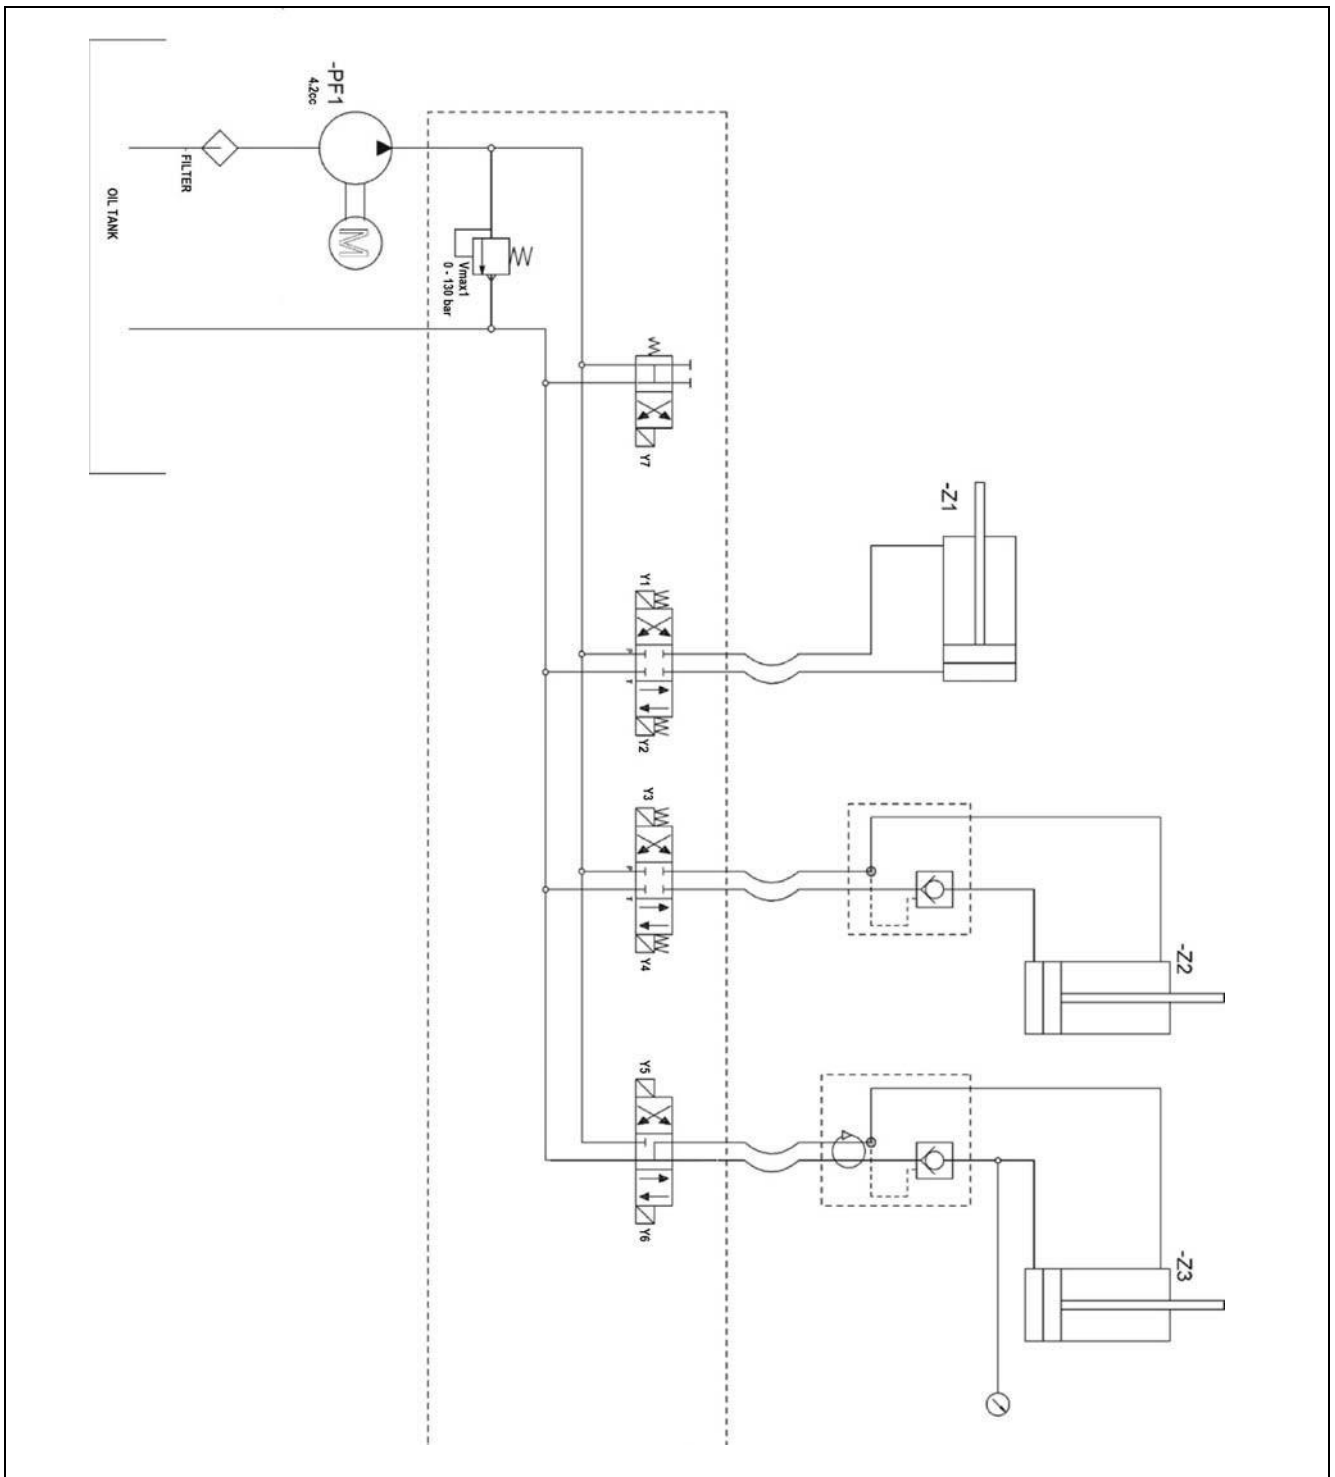 -PF1
4.2cc
FILTER
OIL TANK
M
Vmax1
0 - 130 bar
Y7
-Z1
Y1
P
T
Y2
Y3
P
T
Y4
-Z2
Y5
Y6
-Z3